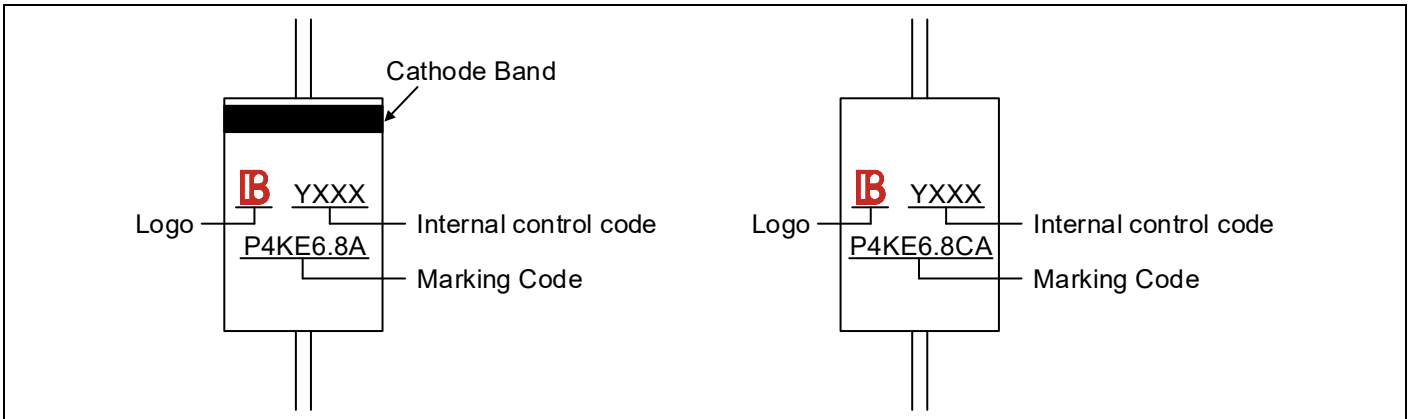 Cathode Band
B YXXX
Logo
Internal control code
P4KE6.8A
Marking Code
B YXXX
Logo
Internal control code
P4KE6.8CA
Marking Code